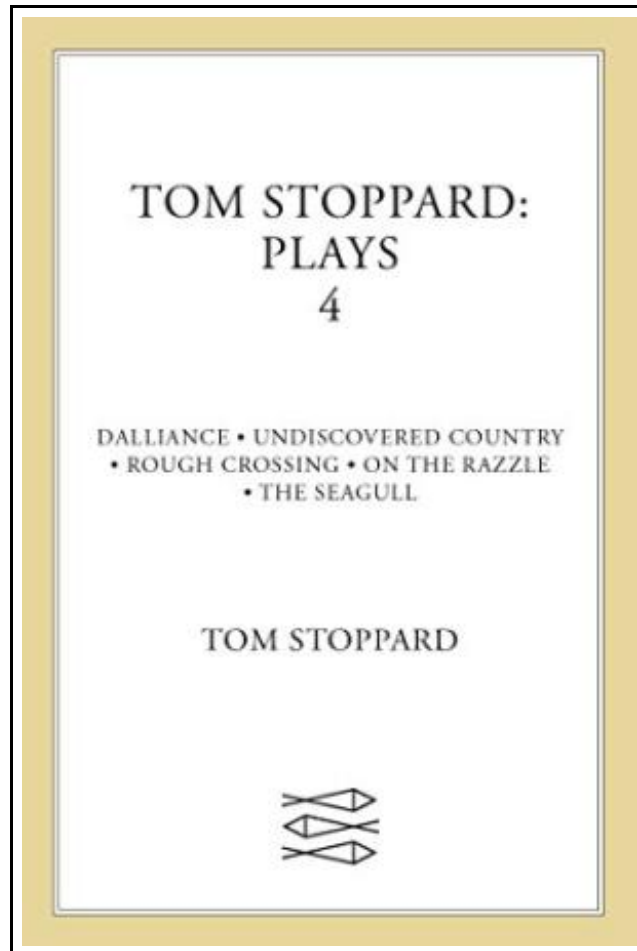 TOM STOPPARD:
PLAYS
4
DALLIANCE • UNDISCOVERED COUNTRY
• ROUGH CROSSING • ON THE RAZZLE
• THE SEAGULL
TOM STOPPARD